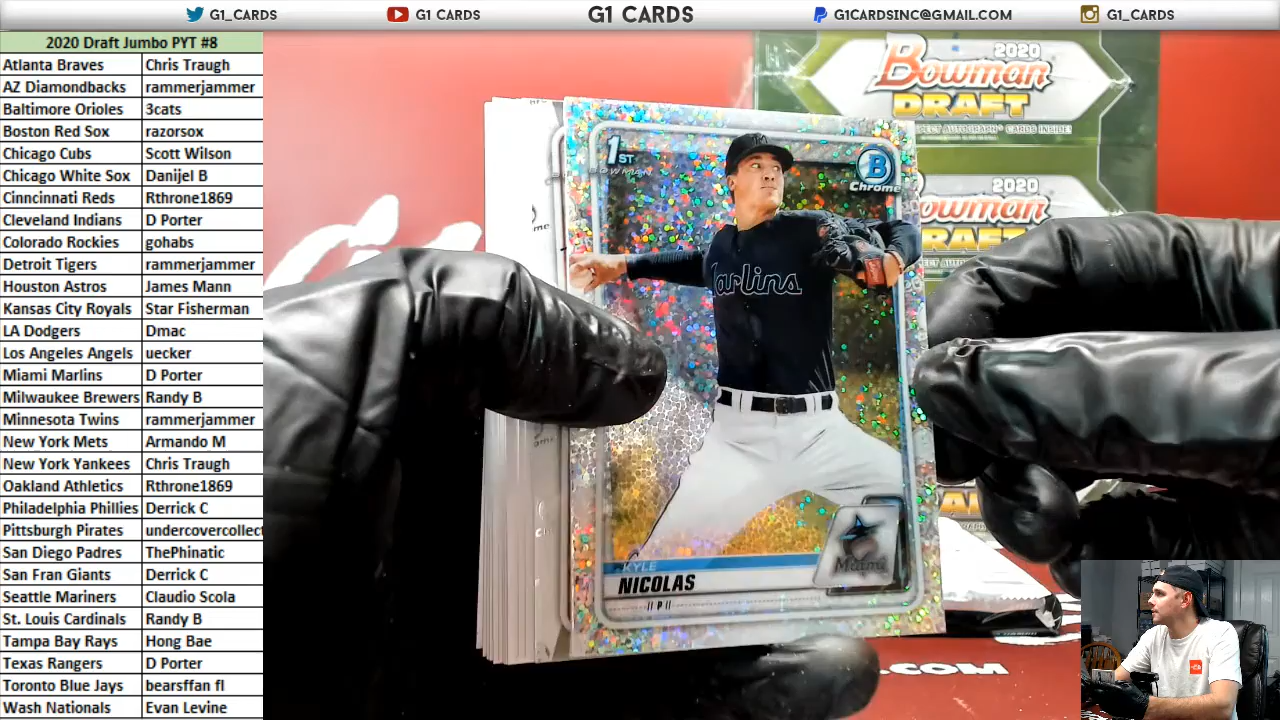 G1_CARDS
G1 CARDS
G1 CARDS
G1CARDSINC@GMAIL.COM
G1_CARDS
2020 Draft Jumbo PYT #8
Atlanta Braves Chris Traugh
AZ Diamondbacks rammerjammer
Baltimore Orioles 3cats
Boston Red Sox razorsox
Chicago Cubs Scott Wilson
Chicago White Sox Danijel B
Cinncinnati Reds Rthrone1869
Cleveland Indians D Porter
Colorado Rockies gohabs
Detroit Tigers rammerjammer
Houston Astros James Mann
Kansas City Royals Star Fisherman
LA Dodgers Dmac
Los Angeles Angels uecker
Miami Marlins D Porter
Milwaukee Brewers Randy B
Minnesota Twins rammerjammer
New York Mets Armando M
New York Yankees Chris Traugh
Oakland Athletics Rthrone1869
Philadelphia Phillies Derrick C
Pittsburgh Pirates undercovercollect
San Diego Padres ThePhinatic
San Fran Giants Derrick C
Seattle Mariners Claudio Scola
St. Louis Cardinals Randy B
Tampa Bay Rays Hong Bae
Texas Rangers D Porter
Toronto Blue Jays bearsffan fl
Wash Nationals Evan Levine
2020
Bowman
DRAFT
2020
1ST
BOWMAN
B
Chrome
arlins
KYLE
NICOLAS
P
Miami
.COM